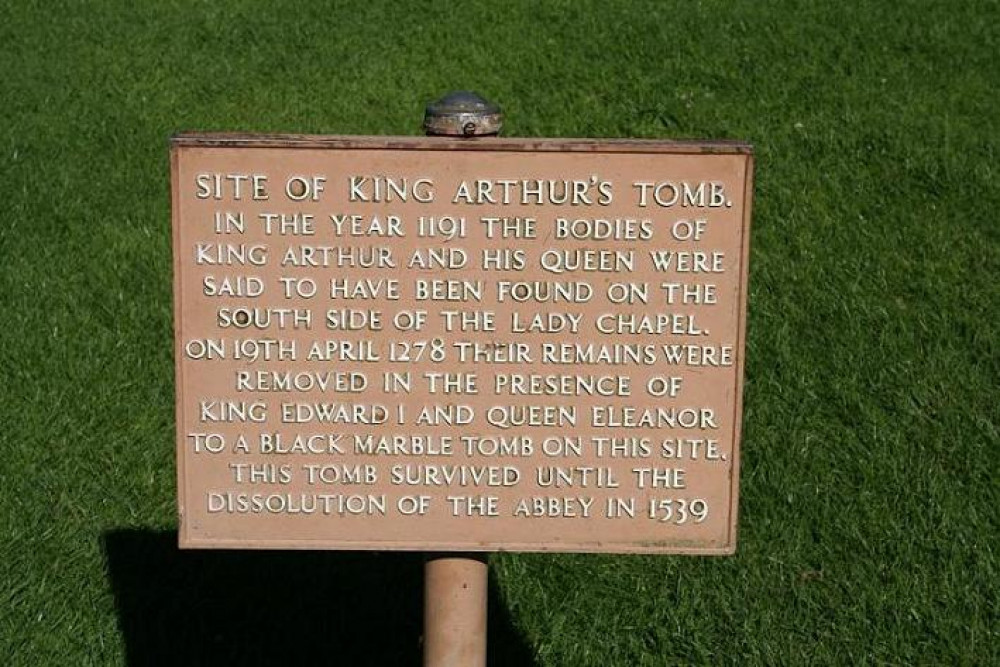 SITE OF KING ARTHUR'S TOMB.
IN THE YEAR 1191 THE BODIES OF
KING ARTHUR AND HIS QUEEN WERE
SAID TO HAVE BEEN FOUND ON THE
SOUTH SIDE OF THE LADY CHAPEL.
ON 19TH APRIL 1278 THEIR REMAINS WERE
REMOVED IN THE PRESENCE OF
KING EDWARD I AND QUEEN ELEANOR
TO A BLACK MARBLE TOMB ON THIS SITE.
THIS TOMB SURVIVED UNTIL THE
DISSOLUTION OF THE ABBEY IN 1539